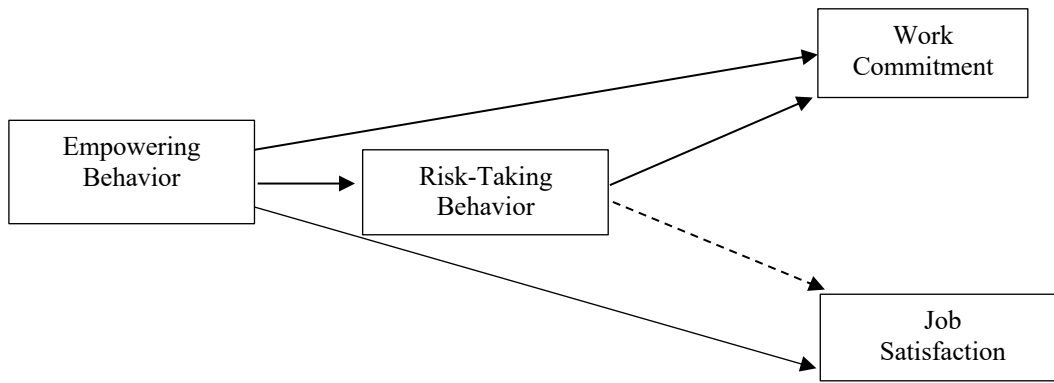 Work
Commitment
Empowering
Behavior
Risk-Taking
Behavior
Job
Satisfaction